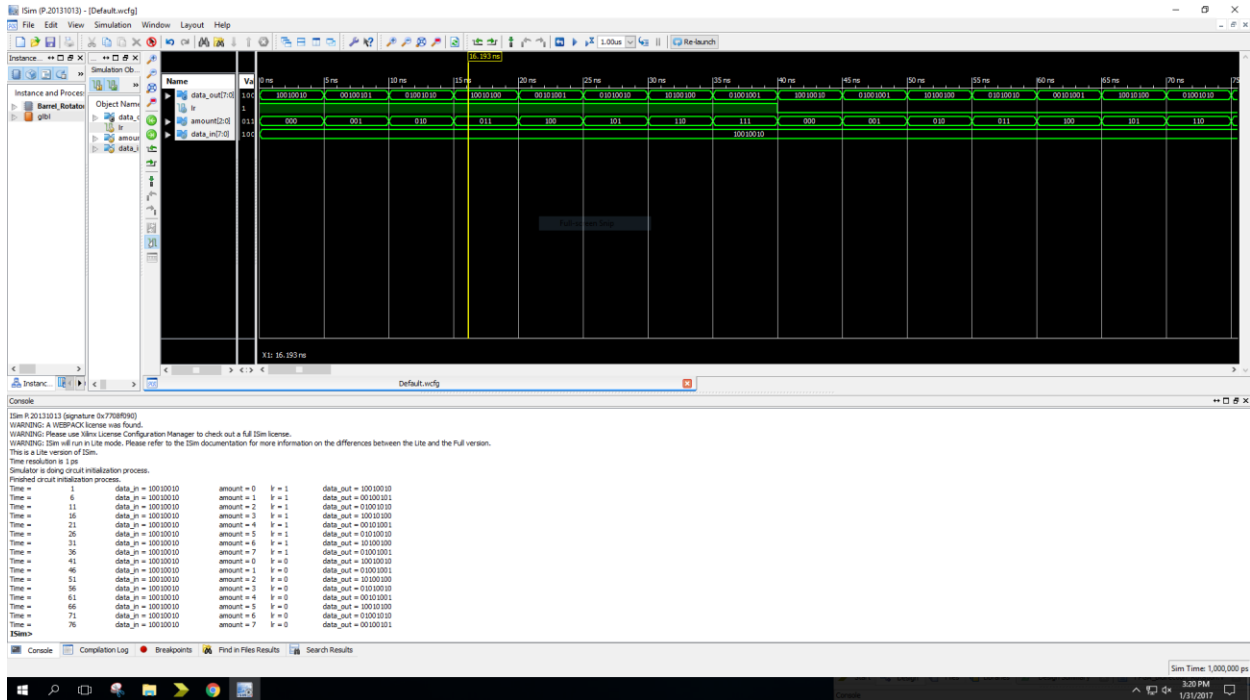 ISim (P.20131013) - [Default.wcfg]
File Edit View Simulation Window Layout Help
1.00us Re-launch
Instance...
Simulation Ob...
16.193 ns
Instance and Proces
Object Name
Name Va
0 ns 5 ns 10 ns 15 ns 20 ns 25 ns 30 ns 35 ns 40 ns 45 ns 50 ns 55 ns 60 ns 65 ns 70 ns 75
Barrel_Rotato
glbl
data_o
lr
amoun
data_i
data_out[7:0] 100 10010010 00100101 01001010 10010100 00101001 01010010 10100100 01001001 10010010 01001001 10100100 01010010 00101001 10010100 01001010
lr 1
amount[2:0] 011 000 001 010 011 100 101 110 111 000 001 010 011 100 101 110
data_in[7:0] 100 10010010
X1: 16.193 ns
Instanc...
Default.wcfg
Console
ISim P.20131013 (signature 0x7708f090)
WARNING: A WEBPACK license was found.
WARNING: Please use Xilinx License Configuration Manager to check out a full ISim license.
WARNING: ISim will run in Lite mode. Please refer to the ISim documentation for more information on the differences between the Lite and the Full version.
This is a Lite version of ISim.
Time resolution is 1 ps
Simulator is doing circuit initialization process.
Finished circuit initialization process.
Time = 1 data_in = 10010010 amount = 0 lr = 1 data_out = 10010010
Time = 6 data_in = 10010010 amount = 1 lr = 1 data_out = 00100101
Time = 11 data_in = 10010010 amount = 2 lr = 1 data_out = 01001010
Time = 16 data_in = 10010010 amount = 3 lr = 1 data_out = 10010100
Time = 21 data_in = 10010010 amount = 4 lr = 1 data_out = 00101001
Time = 26 data_in = 10010010 amount = 5 lr = 1 data_out = 01010010
Time = 31 data_in = 10010010 amount = 6 lr = 1 data_out = 10100100
Time = 36 data_in = 10010010 amount = 7 lr = 1 data_out = 01001001
Time = 41 data_in = 10010010 amount = 0 lr = 0 data_out = 10010010
Time = 46 data_in = 10010010 amount = 1 lr = 0 data_out = 01001001
Time = 51 data_in = 10010010 amount = 2 lr = 0 data_out = 10100100
Time = 56 data_in = 10010010 amount = 3 lr = 0 data_out = 01010010
Time = 61 data_in = 10010010 amount = 4 lr = 0 data_out = 00101001
Time = 66 data_in = 10010010 amount = 5 lr = 0 data_out = 10010100
Time = 71 data_in = 10010010 amount = 6 lr = 0 data_out = 01001010
Time = 76 data_in = 10010010 amount = 7 lr = 0 data_out = 00100101
ISim>
Console Compilation Log Breakpoints Find in Files Results Search Results
Sim Time: 1,000,000 ps
3:20 PM
1/31/2017